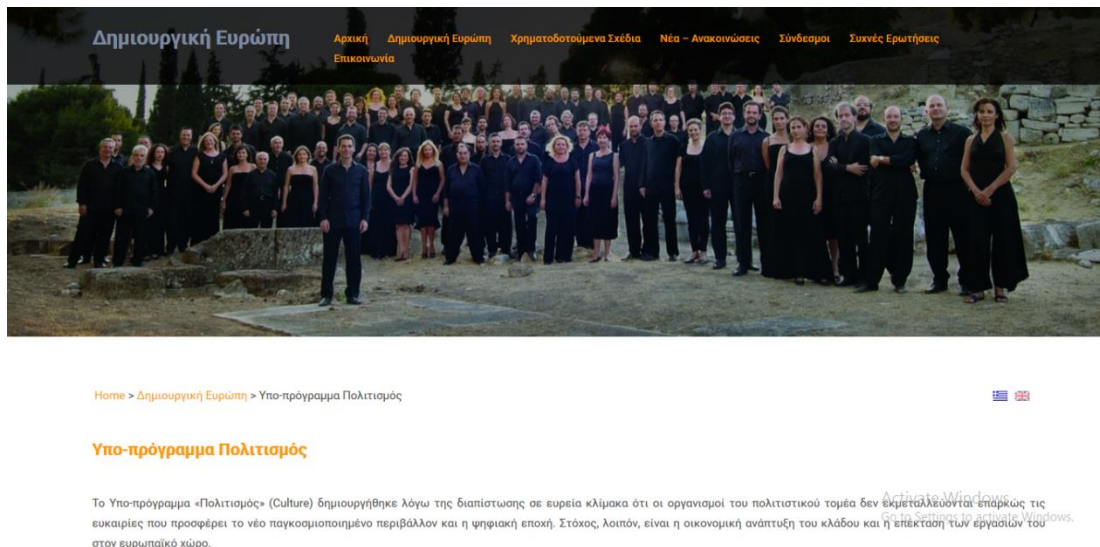 Δημιουργική Ευρώπη
Αρχική Δημιουργική Ευρώπη Χρηματοδοτούμενα Σχέδια Νέα – Ανακοινώσεις Σύνδεσμοι Συχνές Ερωτήσεις
Επικοινωνία
Home > Δημιουργική Ευρώπη > Υπο-πρόγραμμα Πολιτισμός
Υπο-πρόγραμμα Πολιτισμός
Το Υπο-πρόγραμμα «Πολιτισμός» (Culture) δημιουργήθηκε λόγω της διαπίστωσης σε ευρεία κλίμακα ότι οι οργανισμοί του πολιτιστικού τομέα δεν εκμεταλλεύονται επαρκώς τις
ευκαιρίες που προσφέρει το νέο παγκοσμιοποιημένο περιβάλλον και η ψηφιακή εποχή. Στόχος, λοιπόν, είναι η οικονομική ανάπτυξη του κλάδου και η επέκταση των εργασιών του
στον ευρωπαϊκό χώρο.
Activate Windows
Go to Settings to activate Windows.